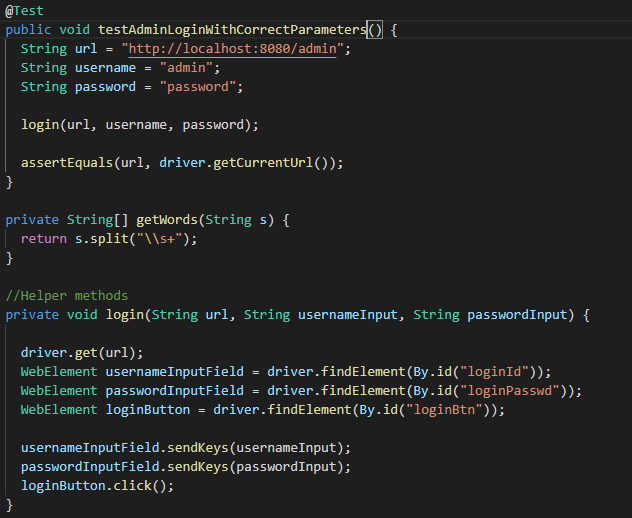 @Test
public void testAdminLoginWithCorrectParameters() {
  String url = "http://localhost:8080/admin";
  String username = "admin";
  String password = "password";

  login(url, username, password);

  assertEquals(url, driver.getCurrentUrl());
}

private String[] getWords(String s) {
  return s.split("\\s+");
}

//Helper methods
private void login(String url, String usernameInput, String passwordInput) {

  driver.get(url);
  WebElement usernameInputField = driver.findElement(By.id("loginId"));
  WebElement passwordInputField = driver.findElement(By.id("loginPasswd"));
  WebElement loginButton = driver.findElement(By.id("loginBtn"));

  usernameInputField.sendKeys(usernameInput);
  passwordInputField.sendKeys(passwordInput);
  loginButton.click();
}